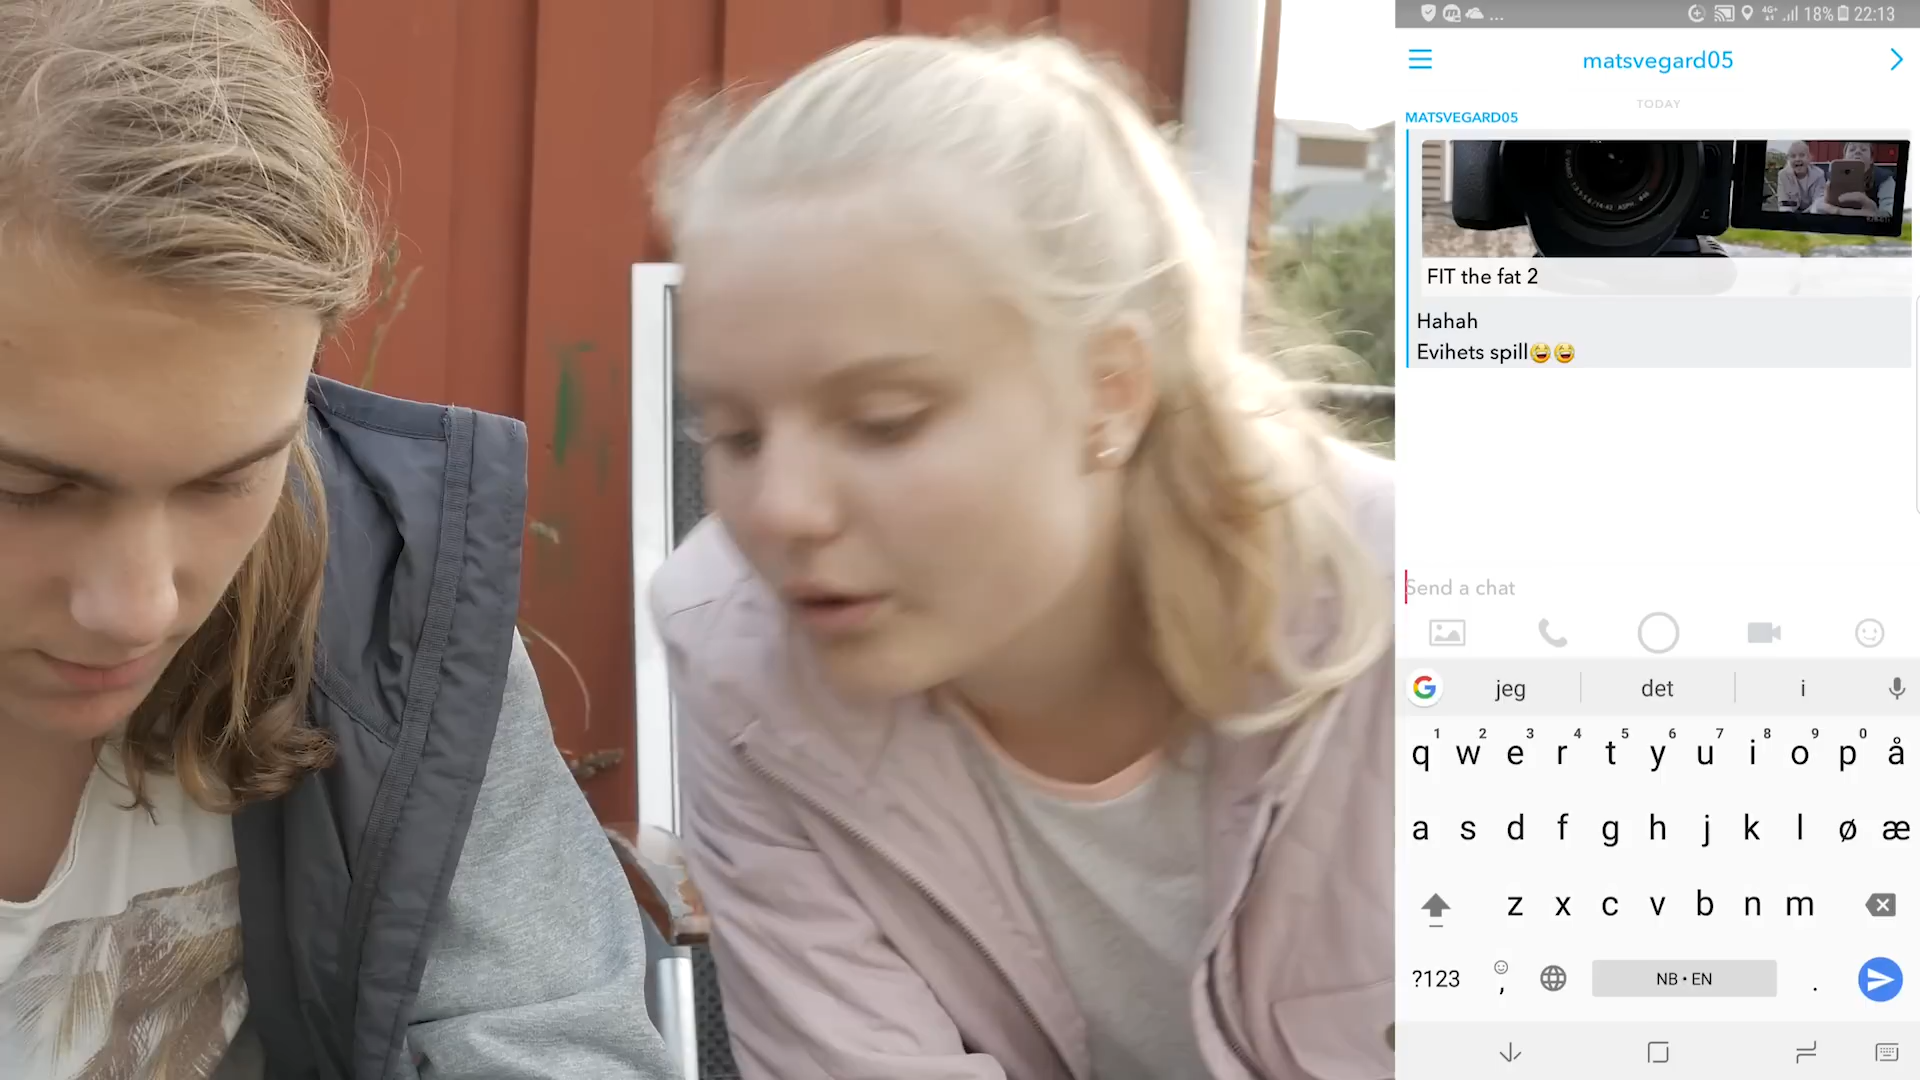 18% 22:13
matsvegard05
TODAY
MATSVEGARD05
FIT the fat 2
Hahah
Evihets spill😂😂
Send a chat
jeg det i
1 2 3 4 5 6 7 8 9 0
q w e r t y u i o p å
a s d f g h j k l ø æ
z x c v b n m
?123 , NB • EN .